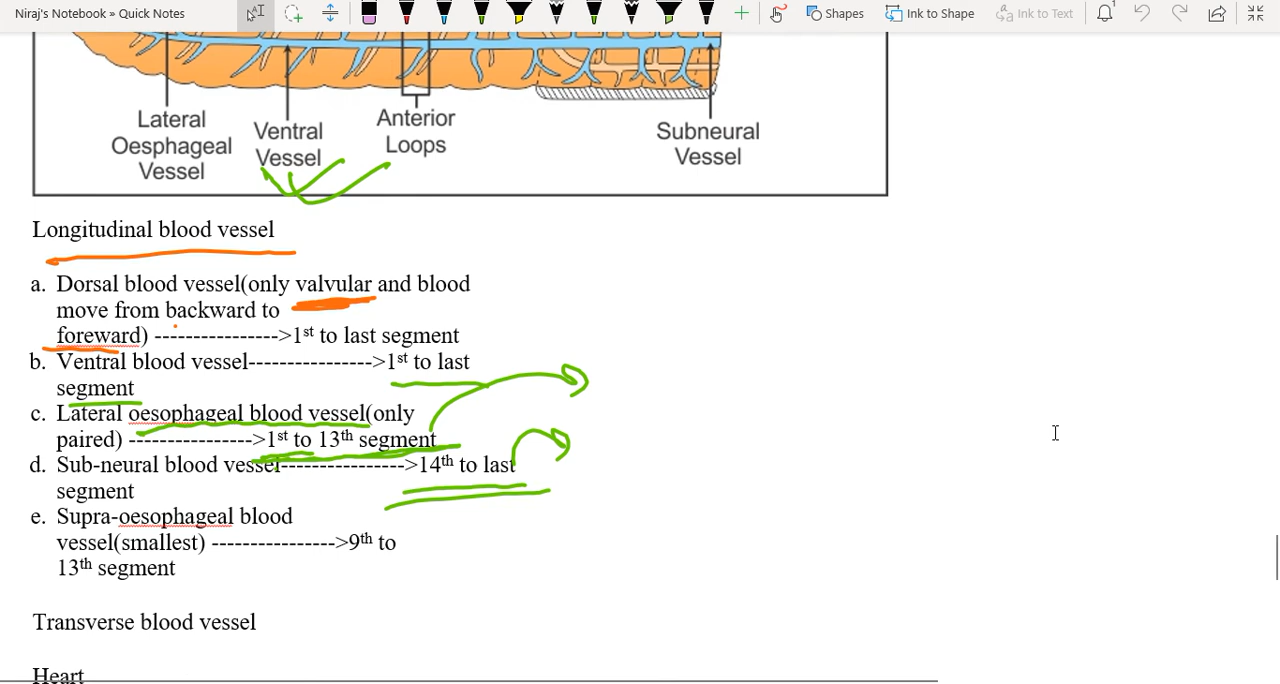 Niraj's Notebook » Quick Notes
Shapes
Ink to Shape
Ink to Text
1
Lateral
Oesphageal
Vessel
Ventral
Vessel
Anterior
Loops
Subneural
Vessel
Longitudinal blood vessel
a. Dorsal blood vessel(only valvular and blood
move from backward to
foreward) ---------------->1st to last segment
b. Ventral blood vessel---------------->1st to last
segment
c. Lateral oesophageal blood vessel(only
paired) ---------------->1st to 13th segment
d. Sub-neural blood vessel---------------->14th to last
segment
e. Supra-oesophageal blood
vessel(smallest) ---------------->9th to
13th segment
Transverse blood vessel
Heart